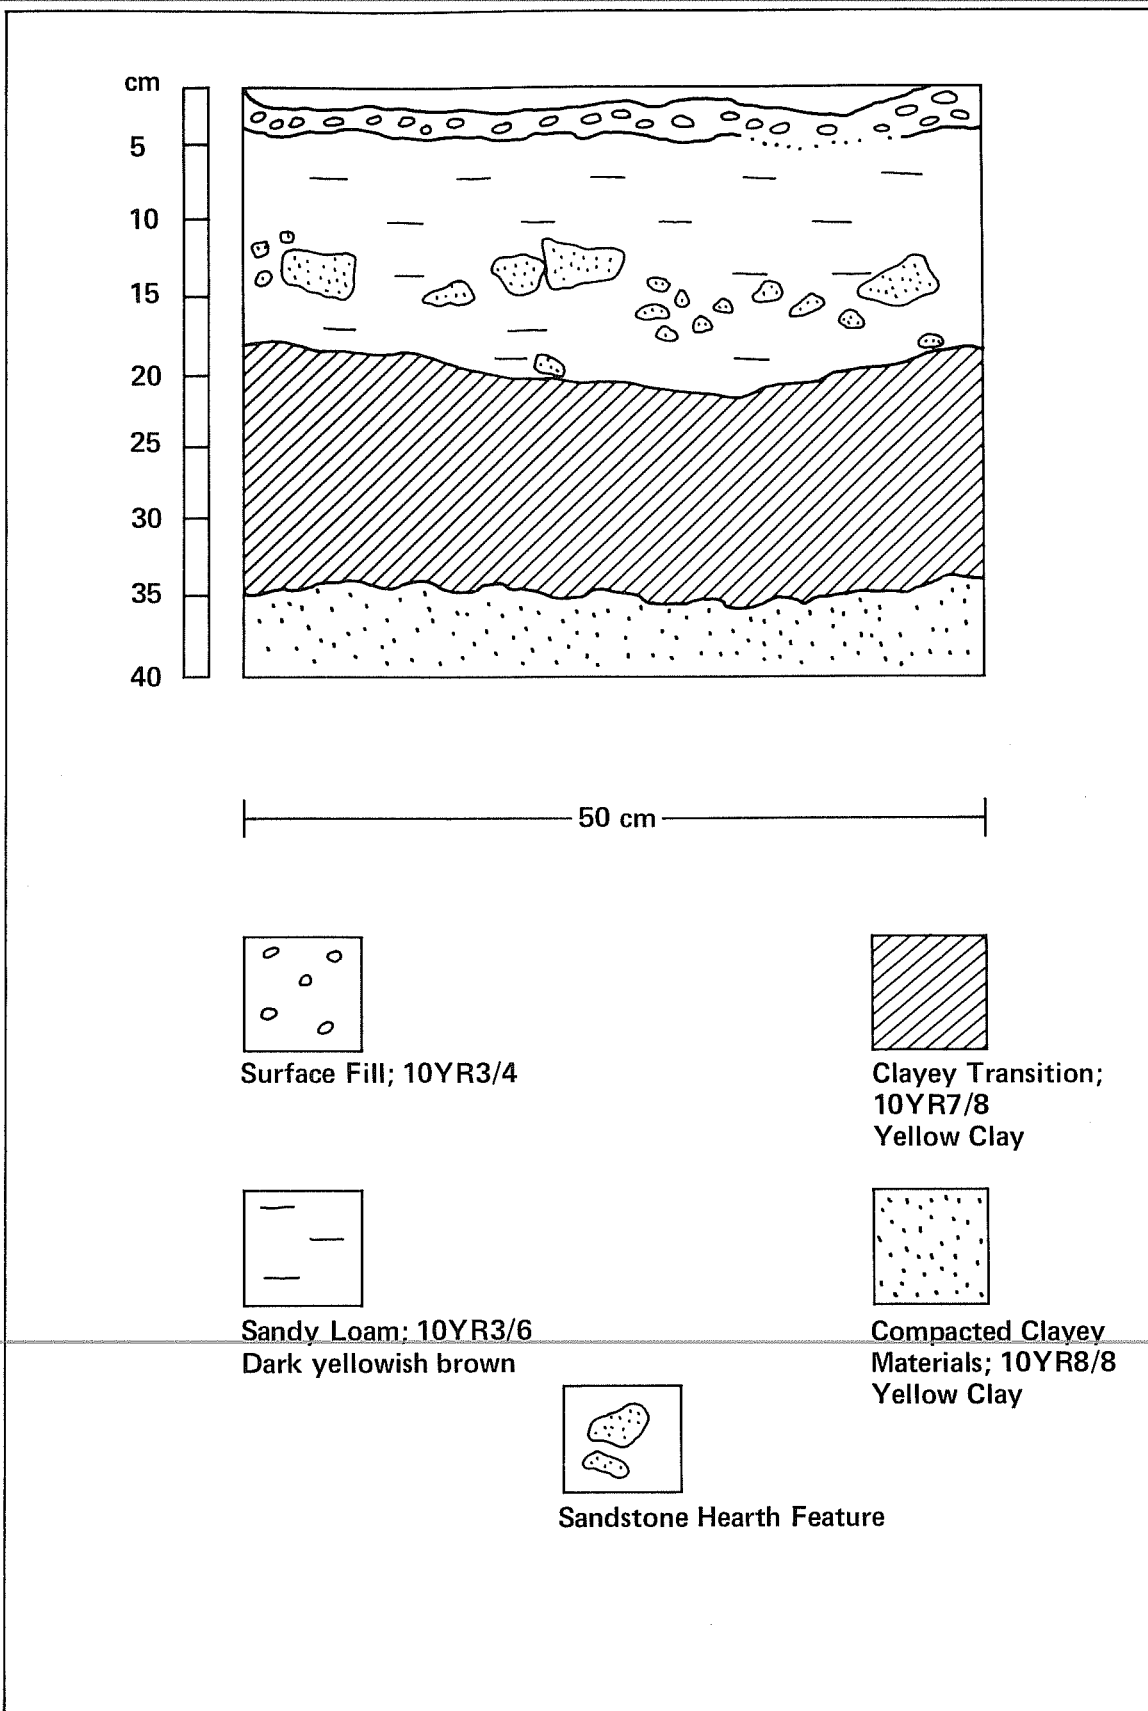 cm
5
10
15
20
25
30
35
40
50 cm
Surface Fill; 10YR3/4
Clayey Transition;
10YR7/8
Yellow Clay
Sandy Loam; 10YR3/6
Dark yellowish brown
Compacted Clayey
Materials; 10YR8/8
Yellow Clay
Sandstone Hearth Feature